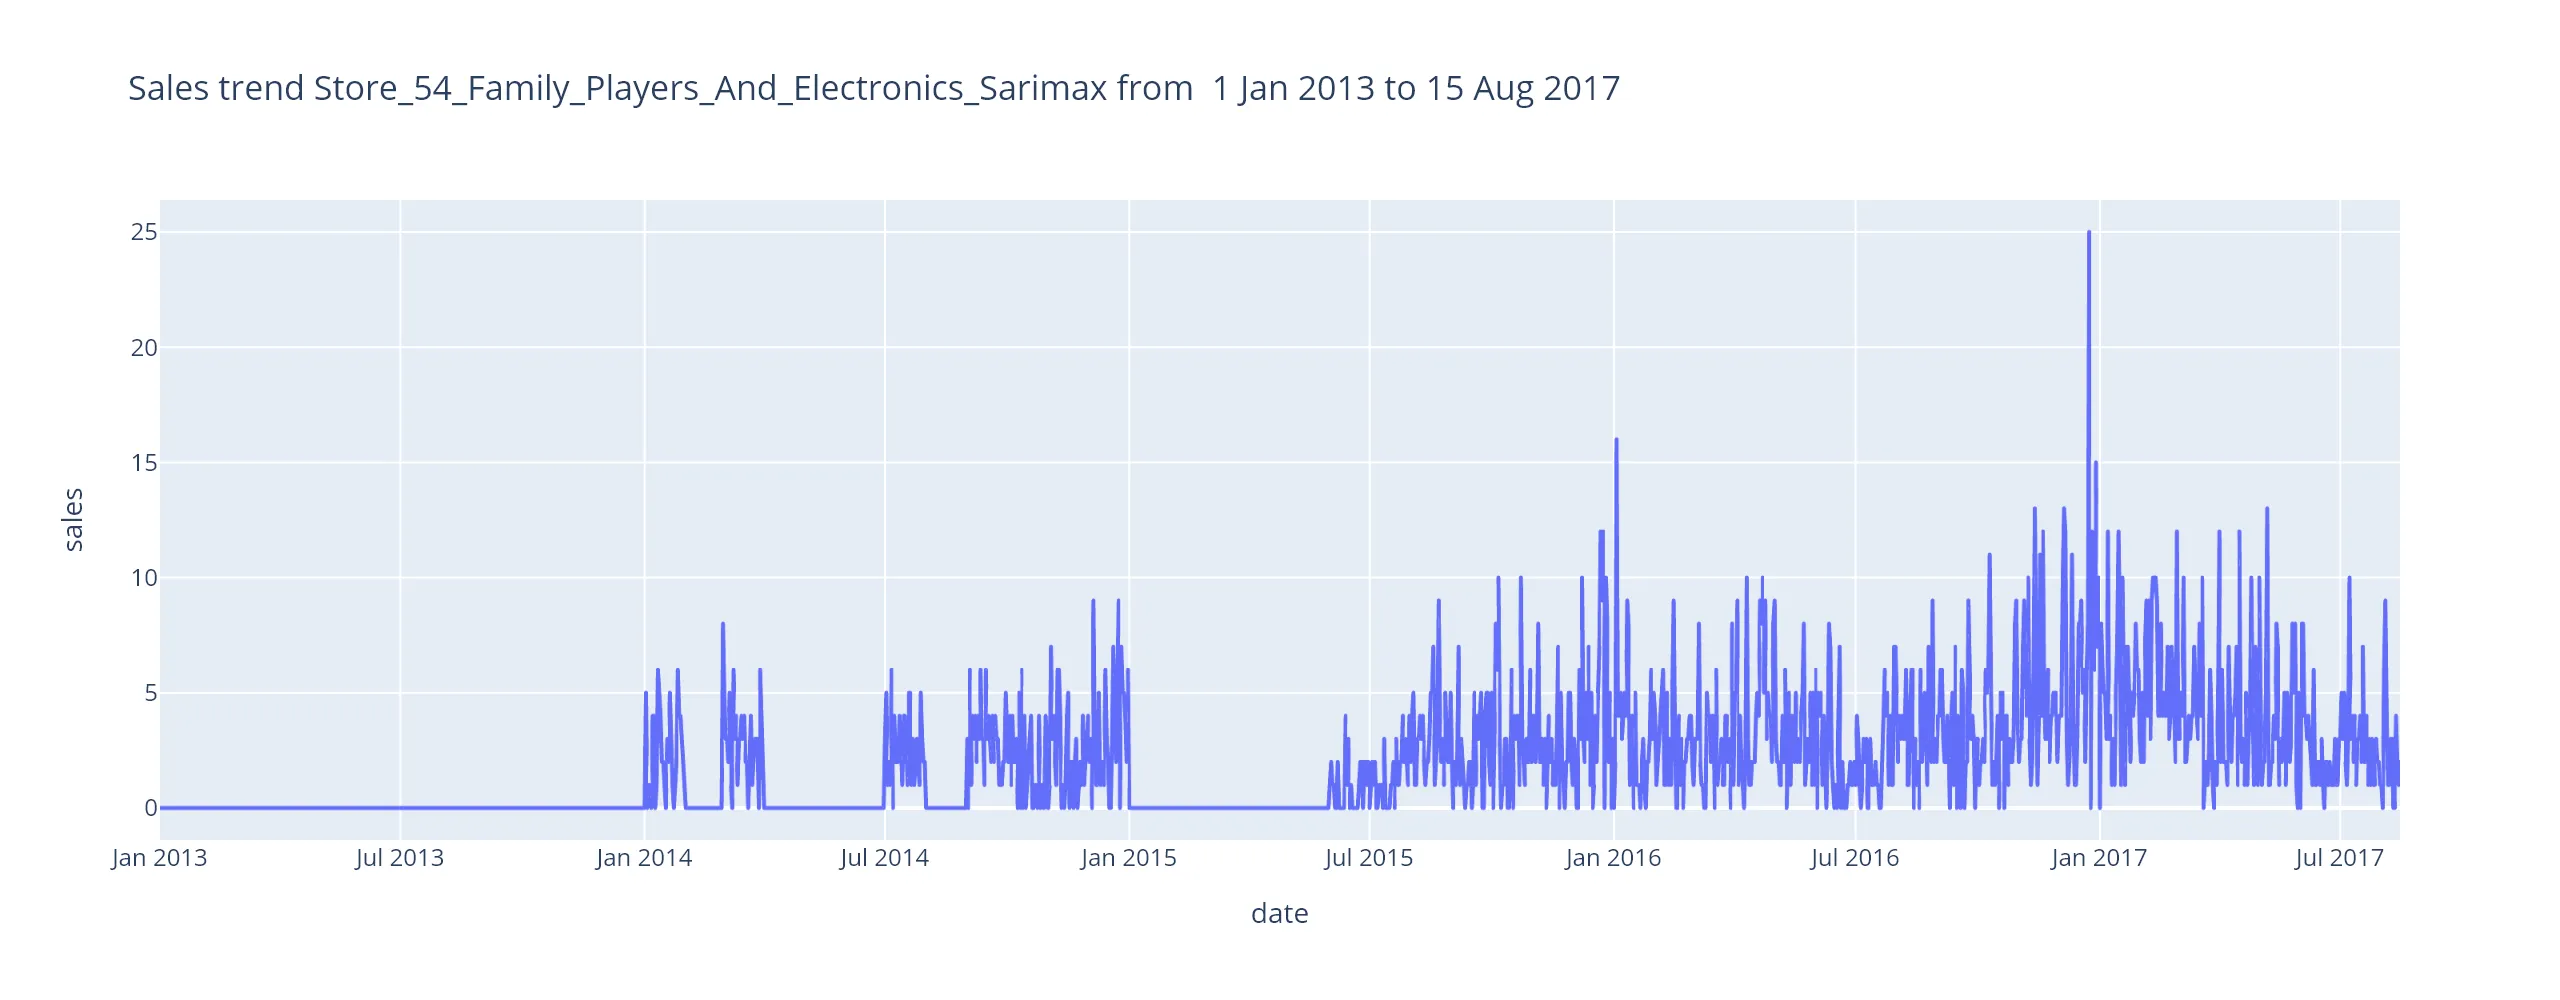 Sales trend Store_54_Family_Players_And_Electronics_Sarimax from  1 Jan 2013 to 15 Aug 2017
25
20
15
10
5
0
sales
Jan 2013 Jul 2013 Jan 2014 Jul 2014 Jan 2015 Jul 2015 Jan 2016 Jul 2016 Jan 2017 Jul 2017
date